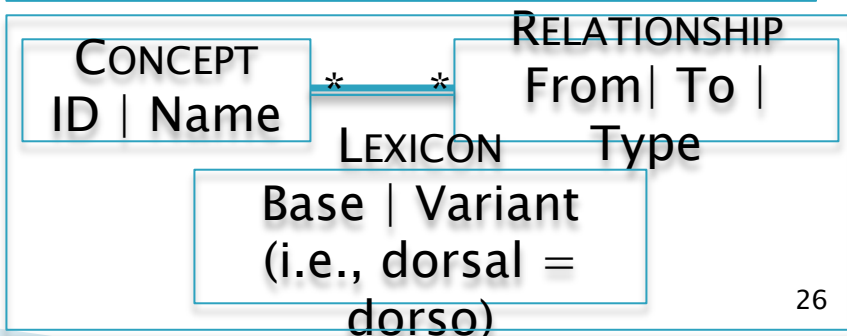 CONCEPT
ID | Name
* *
RELATIONSHIP
From| To |
Type
LEXICON
Base | Variant
(i.e., dorsal =
dorso)
26